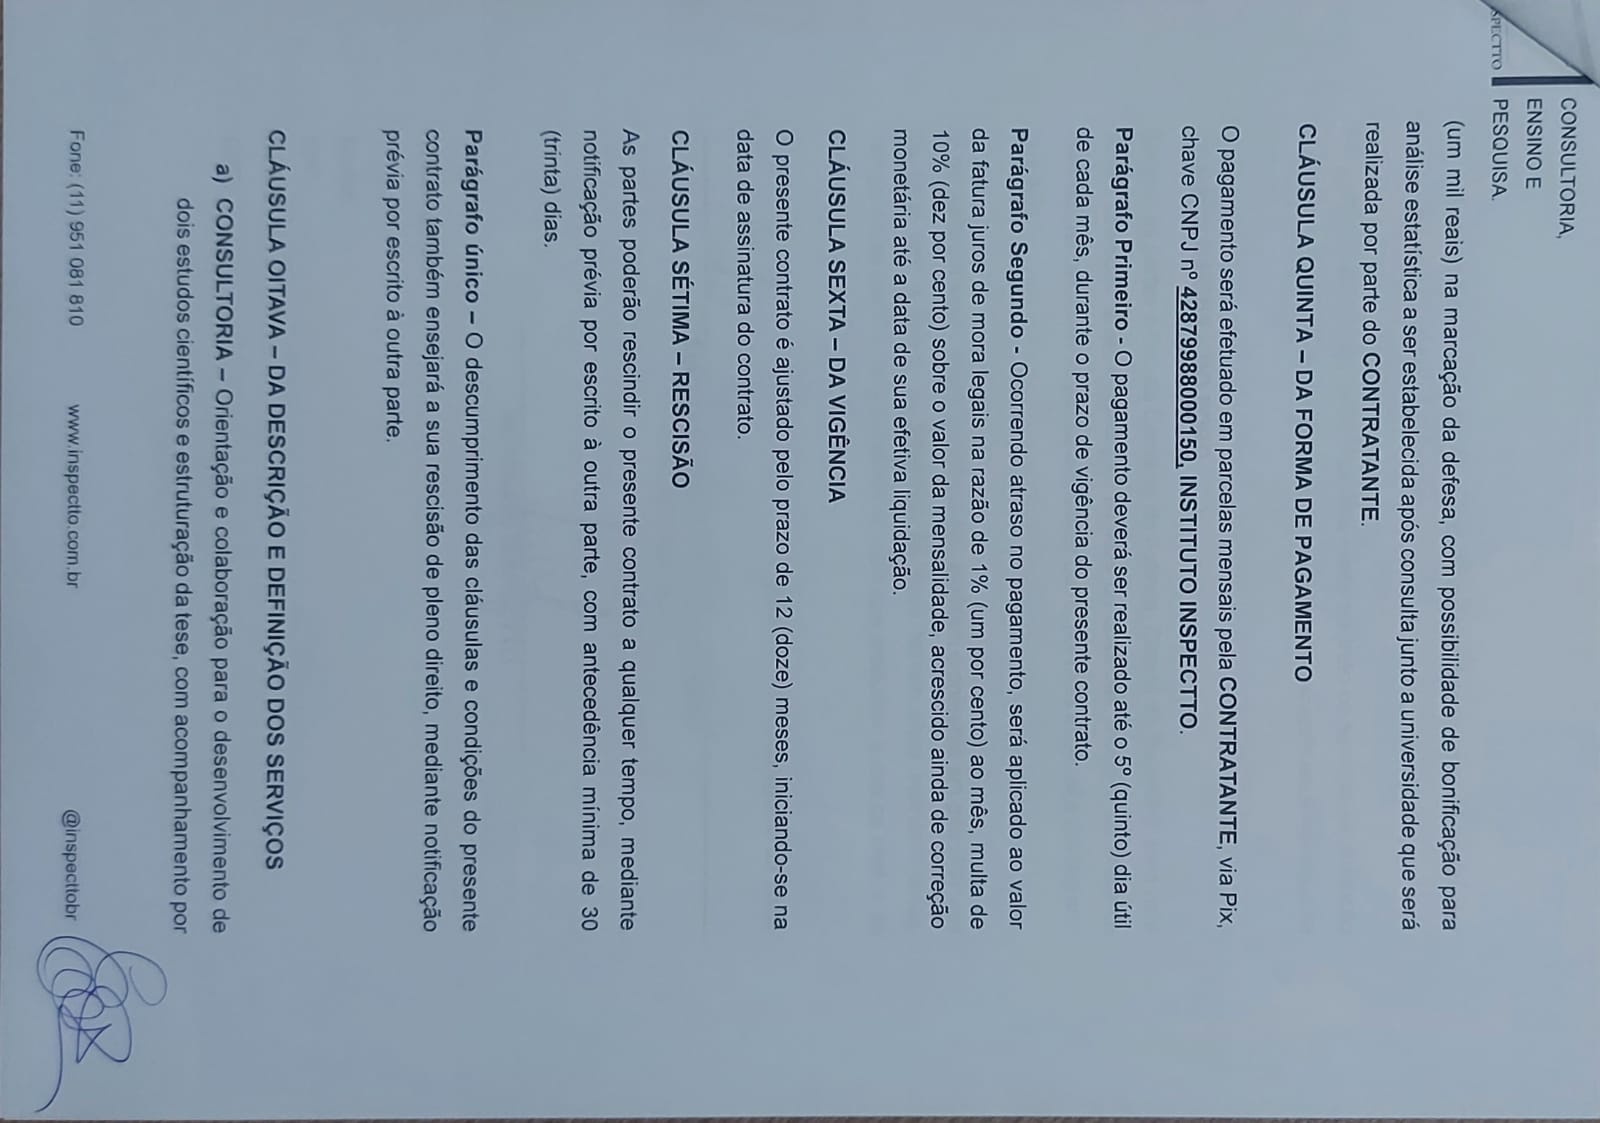 CONSULTORIA,
ENSINO E
SPECTTO PESQUISA.
(um mil reais) na marcação da defesa, com possibilidade de bonificação para
análise estatística a ser estabelecida após consulta junto a universidade que será
realizada por parte do CONTRATANTE.
CLÁUSULA QUINTA – DA FORMA DE PAGAMENTO
O pagamento será efetuado em parcelas mensais pela CONTRATANTE, via Pix,
chave CNPJ nº 42879988000150, INSTITUTO INSPECTTO.
Parágrafo Primeiro - O pagamento deverá ser realizado até o 5º (quinto) dia útil
de cada mês, durante o prazo de vigência do presente contrato.
Parágrafo Segundo - Ocorrendo atraso no pagamento, será aplicado ao valor
da fatura juros de mora legais na razão de 1% (um por cento) ao mês, multa de
10% (dez por cento) sobre o valor da mensalidade, acrescido ainda de correção
monetária até a data de sua efetiva liquidação.
CLÁUSULA SEXTA – DA VIGÊNCIA
O presente contrato é ajustado pelo prazo de 12 (doze) meses, iniciando-se na
data de assinatura do contrato.
CLÁUSULA SÉTIMA – RESCISÃO
As partes poderão rescindir o presente contrato a qualquer tempo, mediante
notificação prévia por escrito à outra parte, com antecedência mínima de 30
(trinta) dias.
Parágrafo único – O descumprimento das cláusulas e condições do presente
contrato também ensejará a sua rescisão de pleno direito, mediante notificação
prévia por escrito à outra parte.
CLÁUSULA OITAVA – DA DESCRIÇÃO E DEFINIÇÃO DOS SERVIÇOS
a) CONSULTORIA – Orientação e colaboração para o desenvolvimento de
dois estudos científicos e estruturação da tese, com acompanhamento por
Fone: (11) 951 081 810 www.inspectto.com.br @inspecttobr